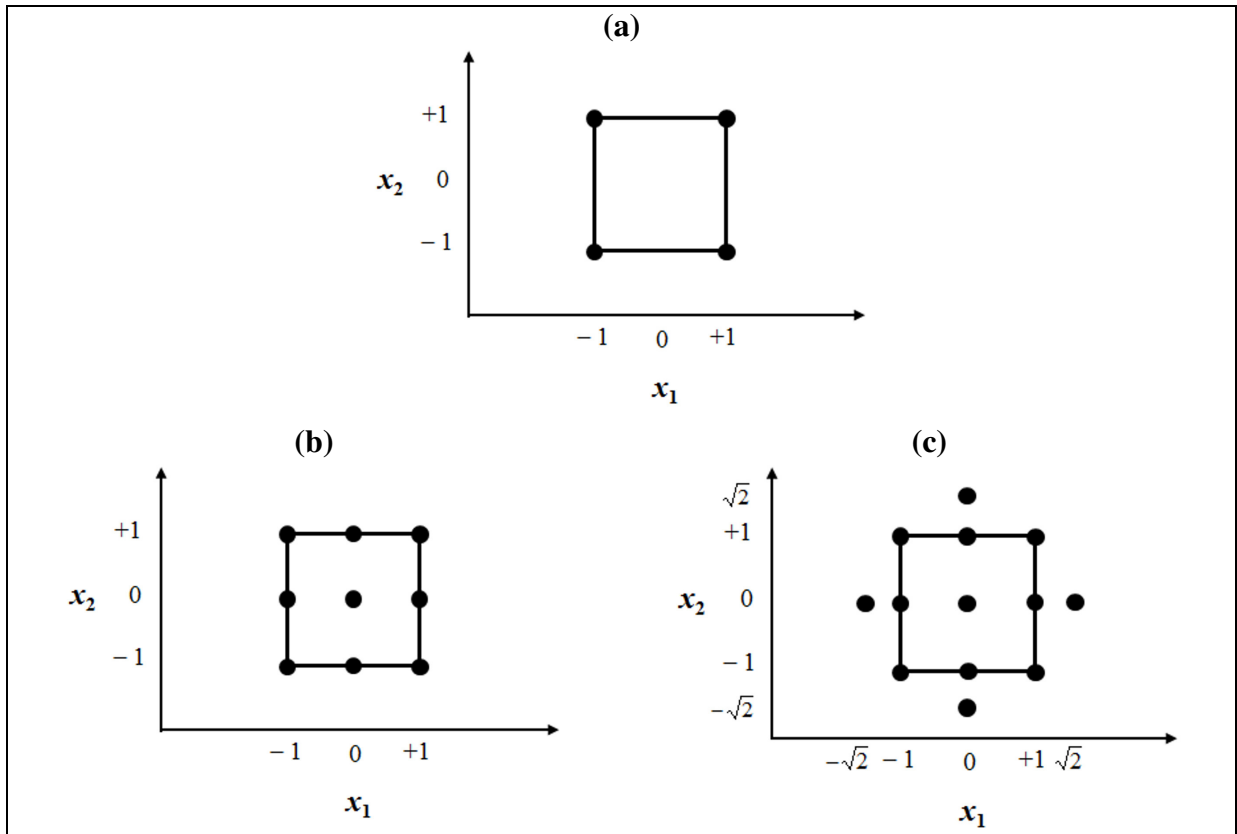 (a)
+1
x₂ 0
– 1
– 1 0 +1
x₁
(b)
+1
x₂ 0
– 1
– 1 0 +1
x₁
(c)
√2
+1
x₂ 0
– 1
–√2
–√2 – 1 0 +1 √2
x₁